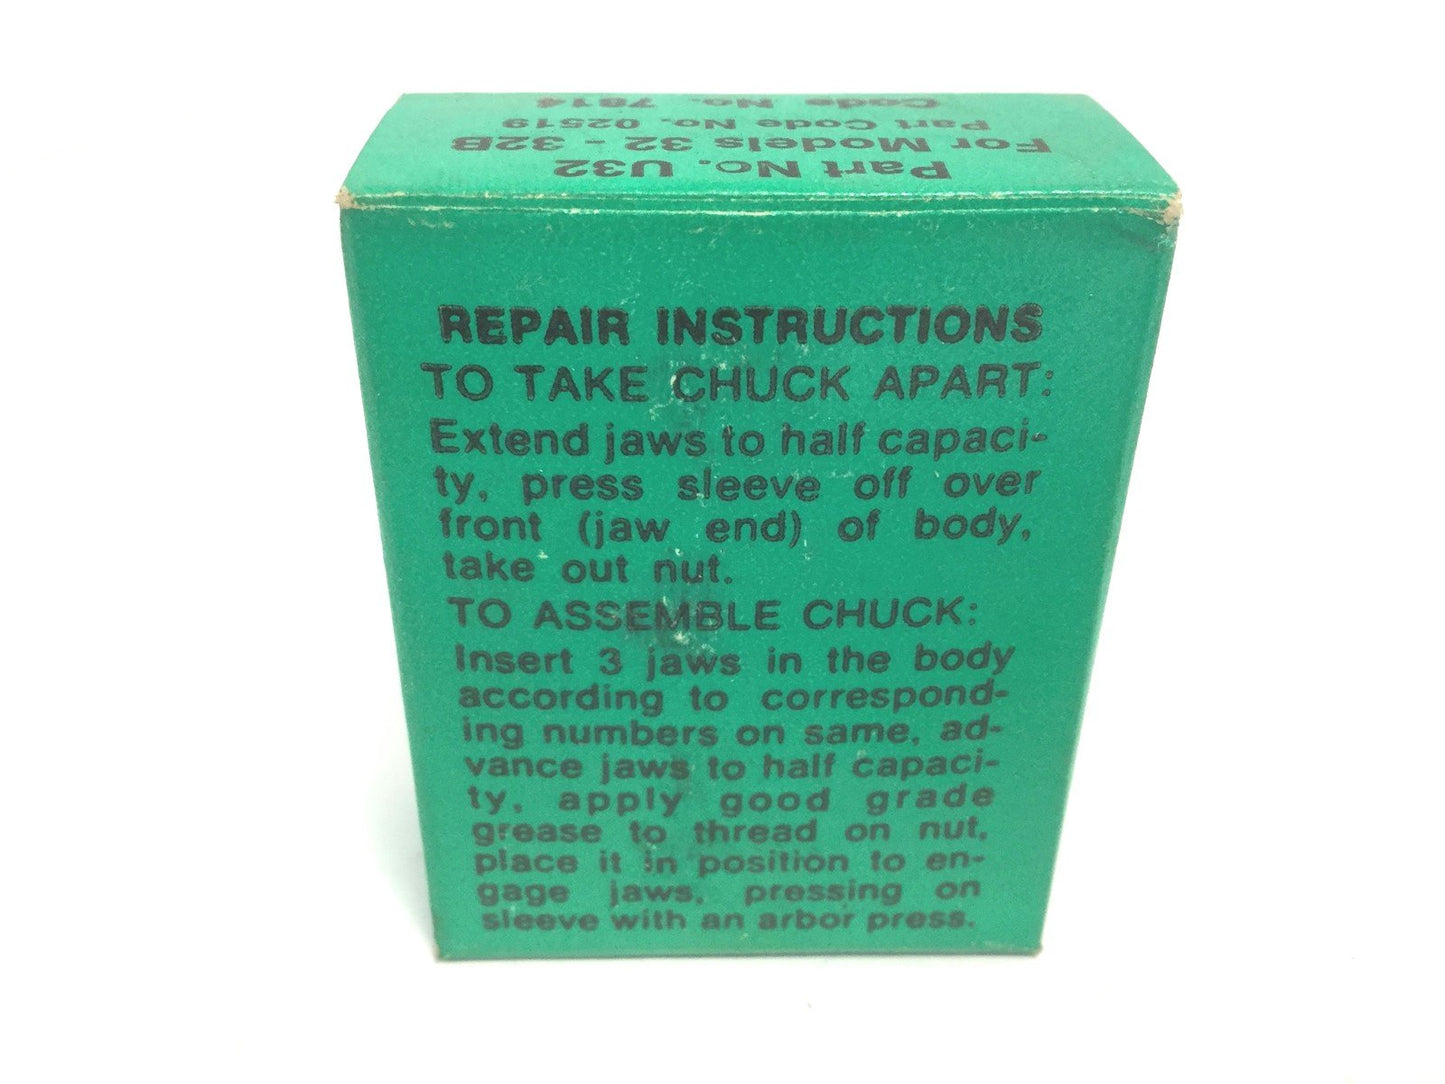 Part No. U32
For Models 32 - 32B
Part Code No. 02519
Code No. 7814
REPAIR INSTRUCTIONS
TO TAKE CHUCK APART:
Extend jaws to half capaci-
ty, press sleeve off over
front (jaw end) of body,
take out nut.
TO ASSEMBLE CHUCK:
Insert 3 jaws in the body
according to correspond-
ing numbers on same, ad-
vance jaws to half capaci-
ty, apply good grade
grease to thread on nut,
place it in position to en-
gage jaws, pressing on
sleeve with an arbor press.